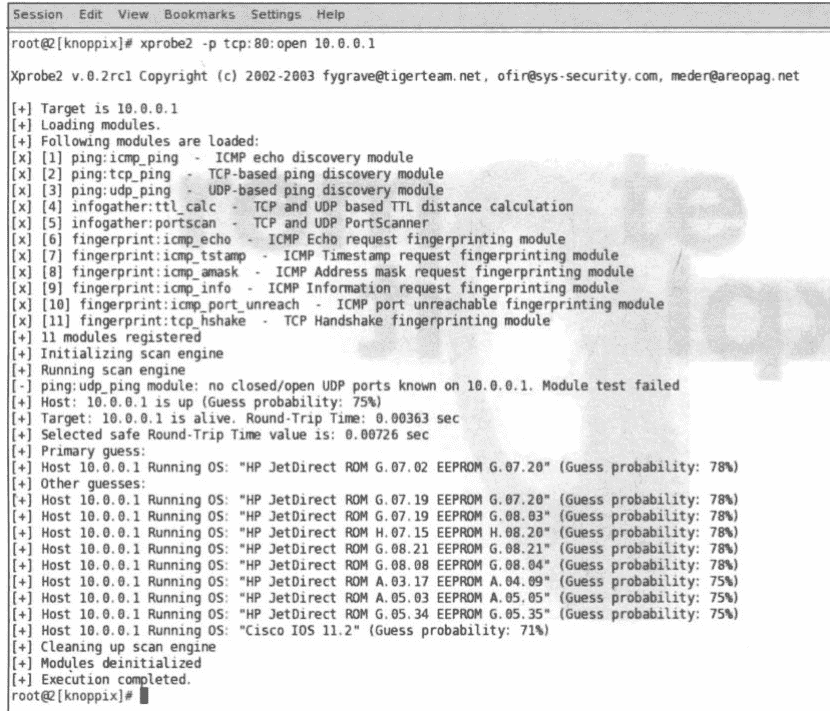 Session Edit View Bookmarks Settings Help
root@2[knoppix]# xprobe2 -p tcp:80:open 10.0.0.1
Xprobe2 v.0.2rc1 Copyright (c) 2002-2003 fygrave@tigerteam.net, ofir@sys-security.com, meder@areopag.net
[+] Target is 10.0.0.1
[+] Loading modules.
[+] Following modules are loaded:
[x] [1] ping:icmp_ping - ICMP echo discovery module
[x] [2] ping:tcp_ping - TCP-based ping discovery module
[x] [3] ping:udp_ping - UDP-based ping discovery module
[x] [4] infogather:ttl_calc - TCP and UDP based TTL distance calculation
[x] [5] infogather:portscan - TCP and UDP PortScanner
[x] [6] fingerprint:icmp_echo - ICMP Echo request fingerprinting module
[x] [7] fingerprint:icmp_tstamp - ICMP Timestamp request fingerprinting module
[x] [8] fingerprint:icmp_amask - ICMP Address mask request fingerprinting module
[x] [9] fingerprint:icmp_info - ICMP Information request fingerprinting module
[x] [10] fingerprint:icmp_port_unreach - ICMP port unreachable fingerprinting module
[x] [11] fingerprint:tcp_hshake - TCP Handshake fingerprinting module
[+] 11 modules registered
[+] Initializing scan engine
[+] Running scan engine
[-] ping:udp_ping module: no closed/open UDP ports known on 10.0.0.1. Module test failed
[+] Host: 10.0.0.1 is up (Guess probability: 75%)
[+] Target: 10.0.0.1 is alive. Round-Trip Time: 0.00363 sec
[+] Selected safe Round-Trip Time value is: 0.00726 sec
[+] Primary guess:
[+] Host 10.0.0.1 Running OS: "HP JetDirect ROM G.07.02 EEPROM G.07.20" (Guess probability: 78%)
[+] Other guesses:
[+] Host 10.0.0.1 Running OS: "HP JetDirect ROM G.07.19 EEPROM G.07.20" (Guess probability: 78%)
[+] Host 10.0.0.1 Running OS: "HP JetDirect ROM G.07.19 EEPROM G.08.03" (Guess probability: 78%)
[+] Host 10.0.0.1 Running OS: "HP JetDirect ROM H.07.15 EEPROM H.08.20" (Guess probability: 78%)
[+] Host 10.0.0.1 Running OS: "HP JetDirect ROM G.08.21 EEPROM G.08.21" (Guess probability: 78%)
[+] Host 10.0.0.1 Running OS: "HP JetDirect ROM G.08.08 EEPROM G.08.04" (Guess probability: 78%)
[+] Host 10.0.0.1 Running OS: "HP JetDirect ROM A.03.17 EEPROM A.04.09" (Guess probability: 75%)
[+] Host 10.0.0.1 Running OS: "HP JetDirect ROM A.05.03 EEPROM A.05.05" (Guess probability: 75%)
[+] Host 10.0.0.1 Running OS: "HP JetDirect ROM G.05.34 EEPROM G.05.35" (Guess probability: 75%)
[+] Host 10.0.0.1 Running OS: "Cisco IOS 11.2" (Guess probability: 71%)
[+] Cleaning up scan engine
[+] Modules deinitialized
[+] Execution completed.
root@2[knoppix]#